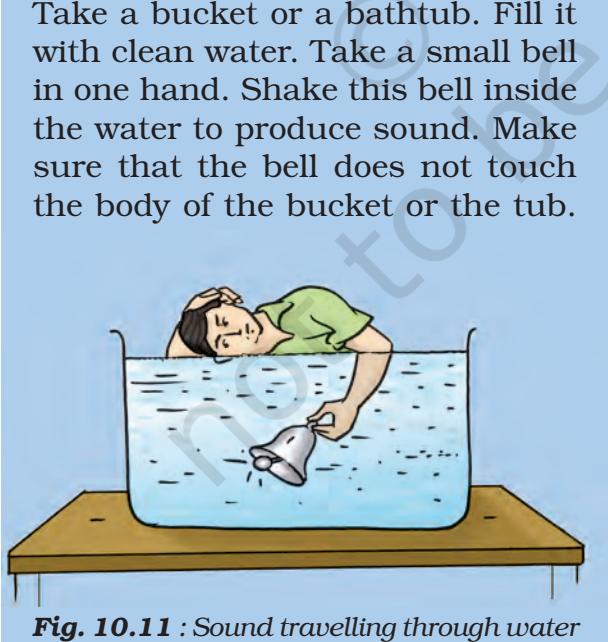 Take a bucket or a bathtub. Fill it
with clean water. Take a small bell
in one hand. Shake this bell inside
the water to produce sound. Make
sure that the bell does not touch
the body of the bucket or the tub.
©
not to be
Fig. 10.11 : Sound travelling through water